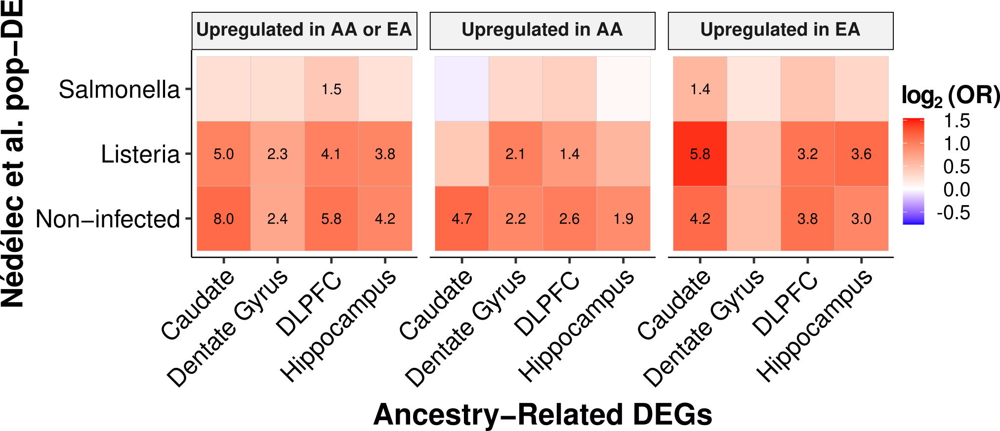 Nédélec et al. pop−DE
Upregulated in AA or EA
Upregulated in AA
Upregulated in EA
Salmonella
1.5
1.4
Listeria
5.0 2.3 4.1 3.8
2.1 1.4
5.8 3.2 3.6
Non−infected
8.0 2.4 5.8 4.2
4.7 2.2 2.6 1.9
4.2 3.8 3.0
Caudate
Dentate Gyrus
DLPFC
Hippocampus
Caudate
Dentate Gyrus
DLPFC
Hippocampus
Caudate
Dentate Gyrus
DLPFC
Hippocampus
Ancestry−Related DEGs
log2 (OR)
1.5
1.0
0.5
0.0
-0.5